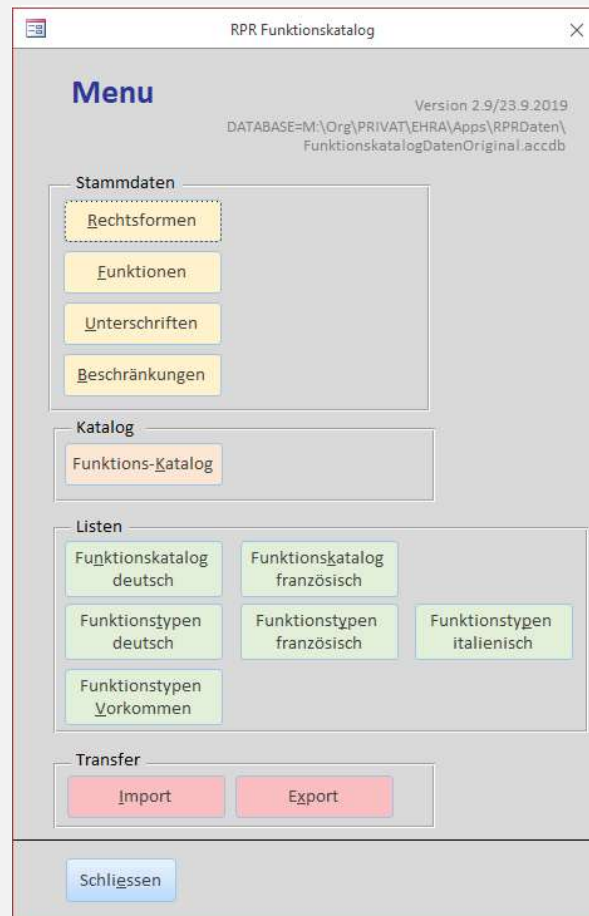 RPR Funktionskatalog
Menu
Version 2.9/23.9.2019
DATABASE=M:\Org\PRIVAT\EHRA\Apps\RPRDaten\
FunktionskatalogDatenOriginal.accdb
Stammdaten
Rechtsformen
Funktionen
Unterschriften
Beschränkungen
Katalog
Funktions-Katalog
Listen
Funktionskatalog
deutsch
Funktionskatalog
französisch
Funktionstypen
deutsch
Funktionstypen
französisch
Funktionstypen
italienisch
Funktionstypen
Vorkommen
Transfer
Import
Export
Schliessen